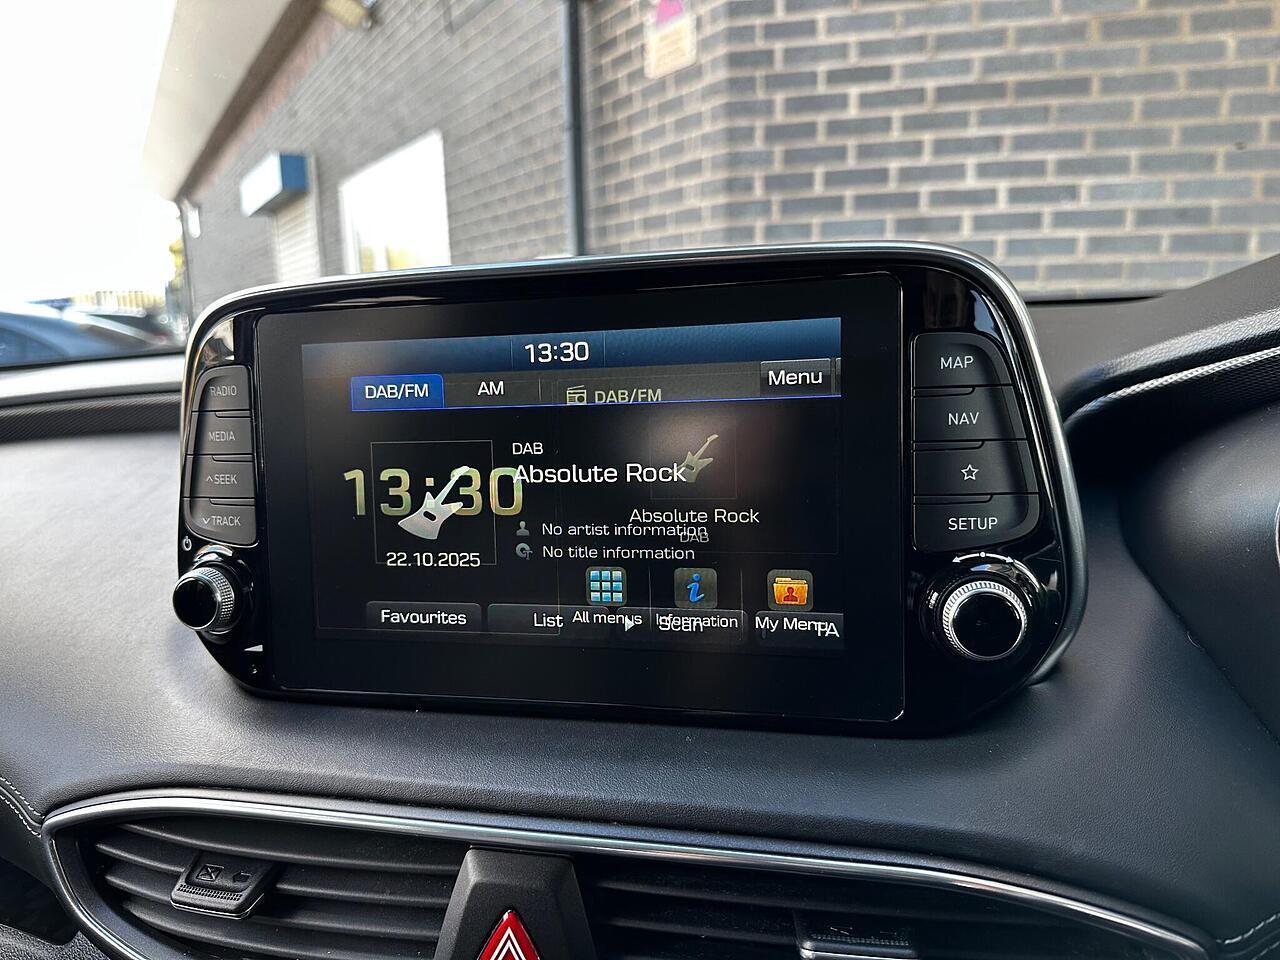 13:30
DAB/FM
AM
DAB/FM
Menu
DAB
Absolute Rock
13:30
Absolute Rock
DAB
No artist information
No title information
22.10.2025
Favourites
List
All menus
Scan
Information
My Menu
TA
RADIO
MEDIA
SEEK
TRACK
MAP
NAV
SETUP